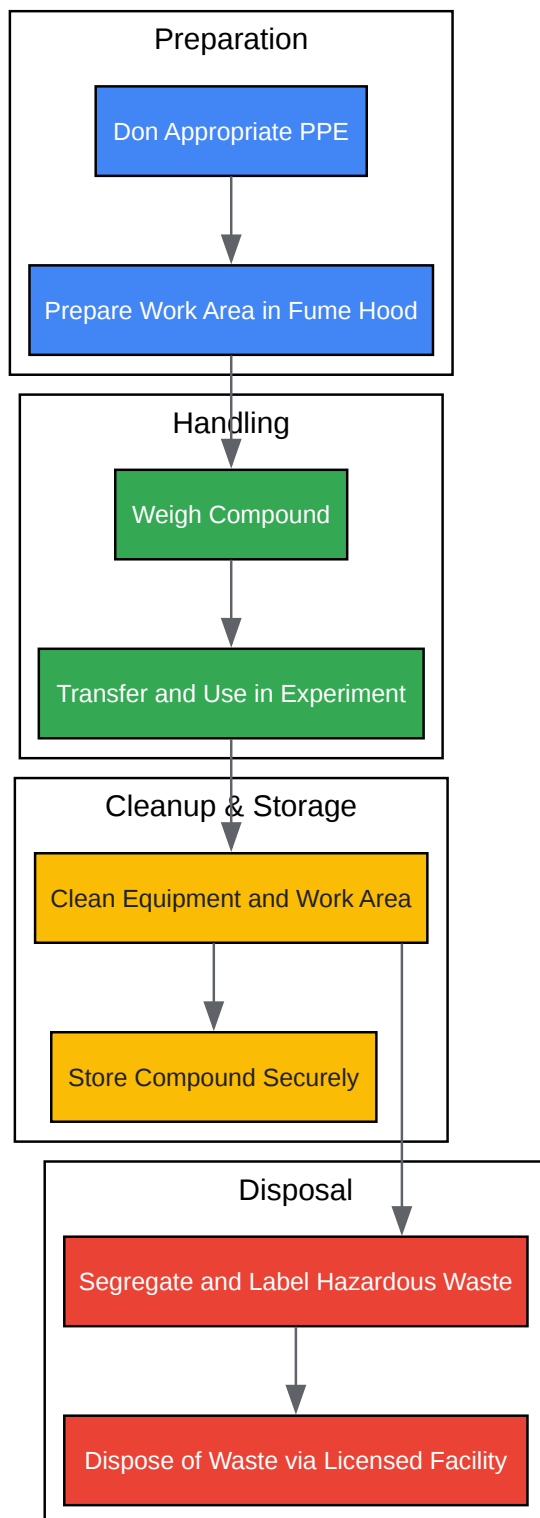 Preparation
Don Appropriate PPE
Prepare Work Area in Fume Hood
Handling
Weigh Compound
Transfer and Use in Experiment
Cleanup & Storage
Clean Equipment and Work Area
Store Compound Securely
Disposal
Segregate and Label Hazardous Waste
Dispose of Waste via Licensed Facility